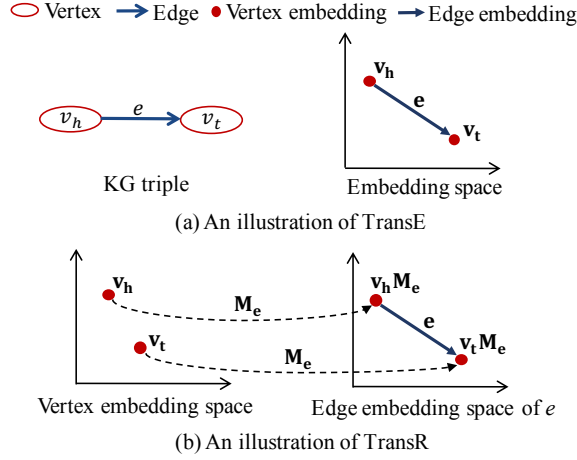 Vertex Edge Vertex embedding Edge embedding
v_h e v_t
KG triple
v_h
e
v_t
Embedding space
(a) An illustration of TransE
v_h
v_t
M_e
M_e
Vertex embedding space
v_h M_e
e
v_t M_e
Edge embedding space of e
(b) An illustration of TransR